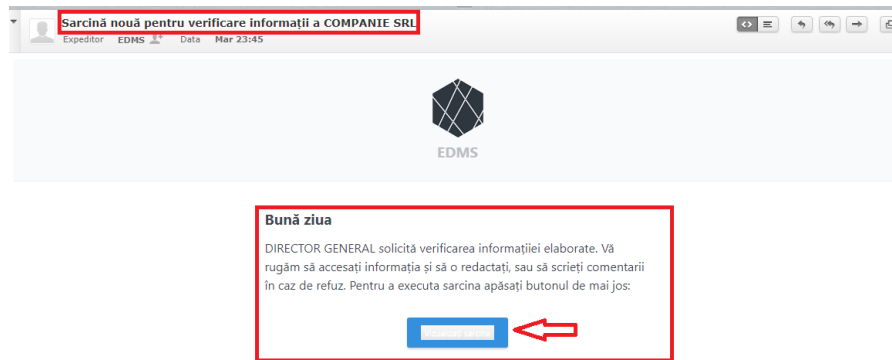 Sarcină nouă pentru verificare informații a COMPANIE SRL
Expeditor EDMS Data Mar 23:45
EDMS
Bună ziua
DIRECTOR GENERAL solicită verificarea informațiiei elaborate. Vă
rugăm să accesați informația și să o redactați, sau să scrieți comentarii
în caz de refuz. Pentru a executa sarcina apăsați butonul de mai jos: